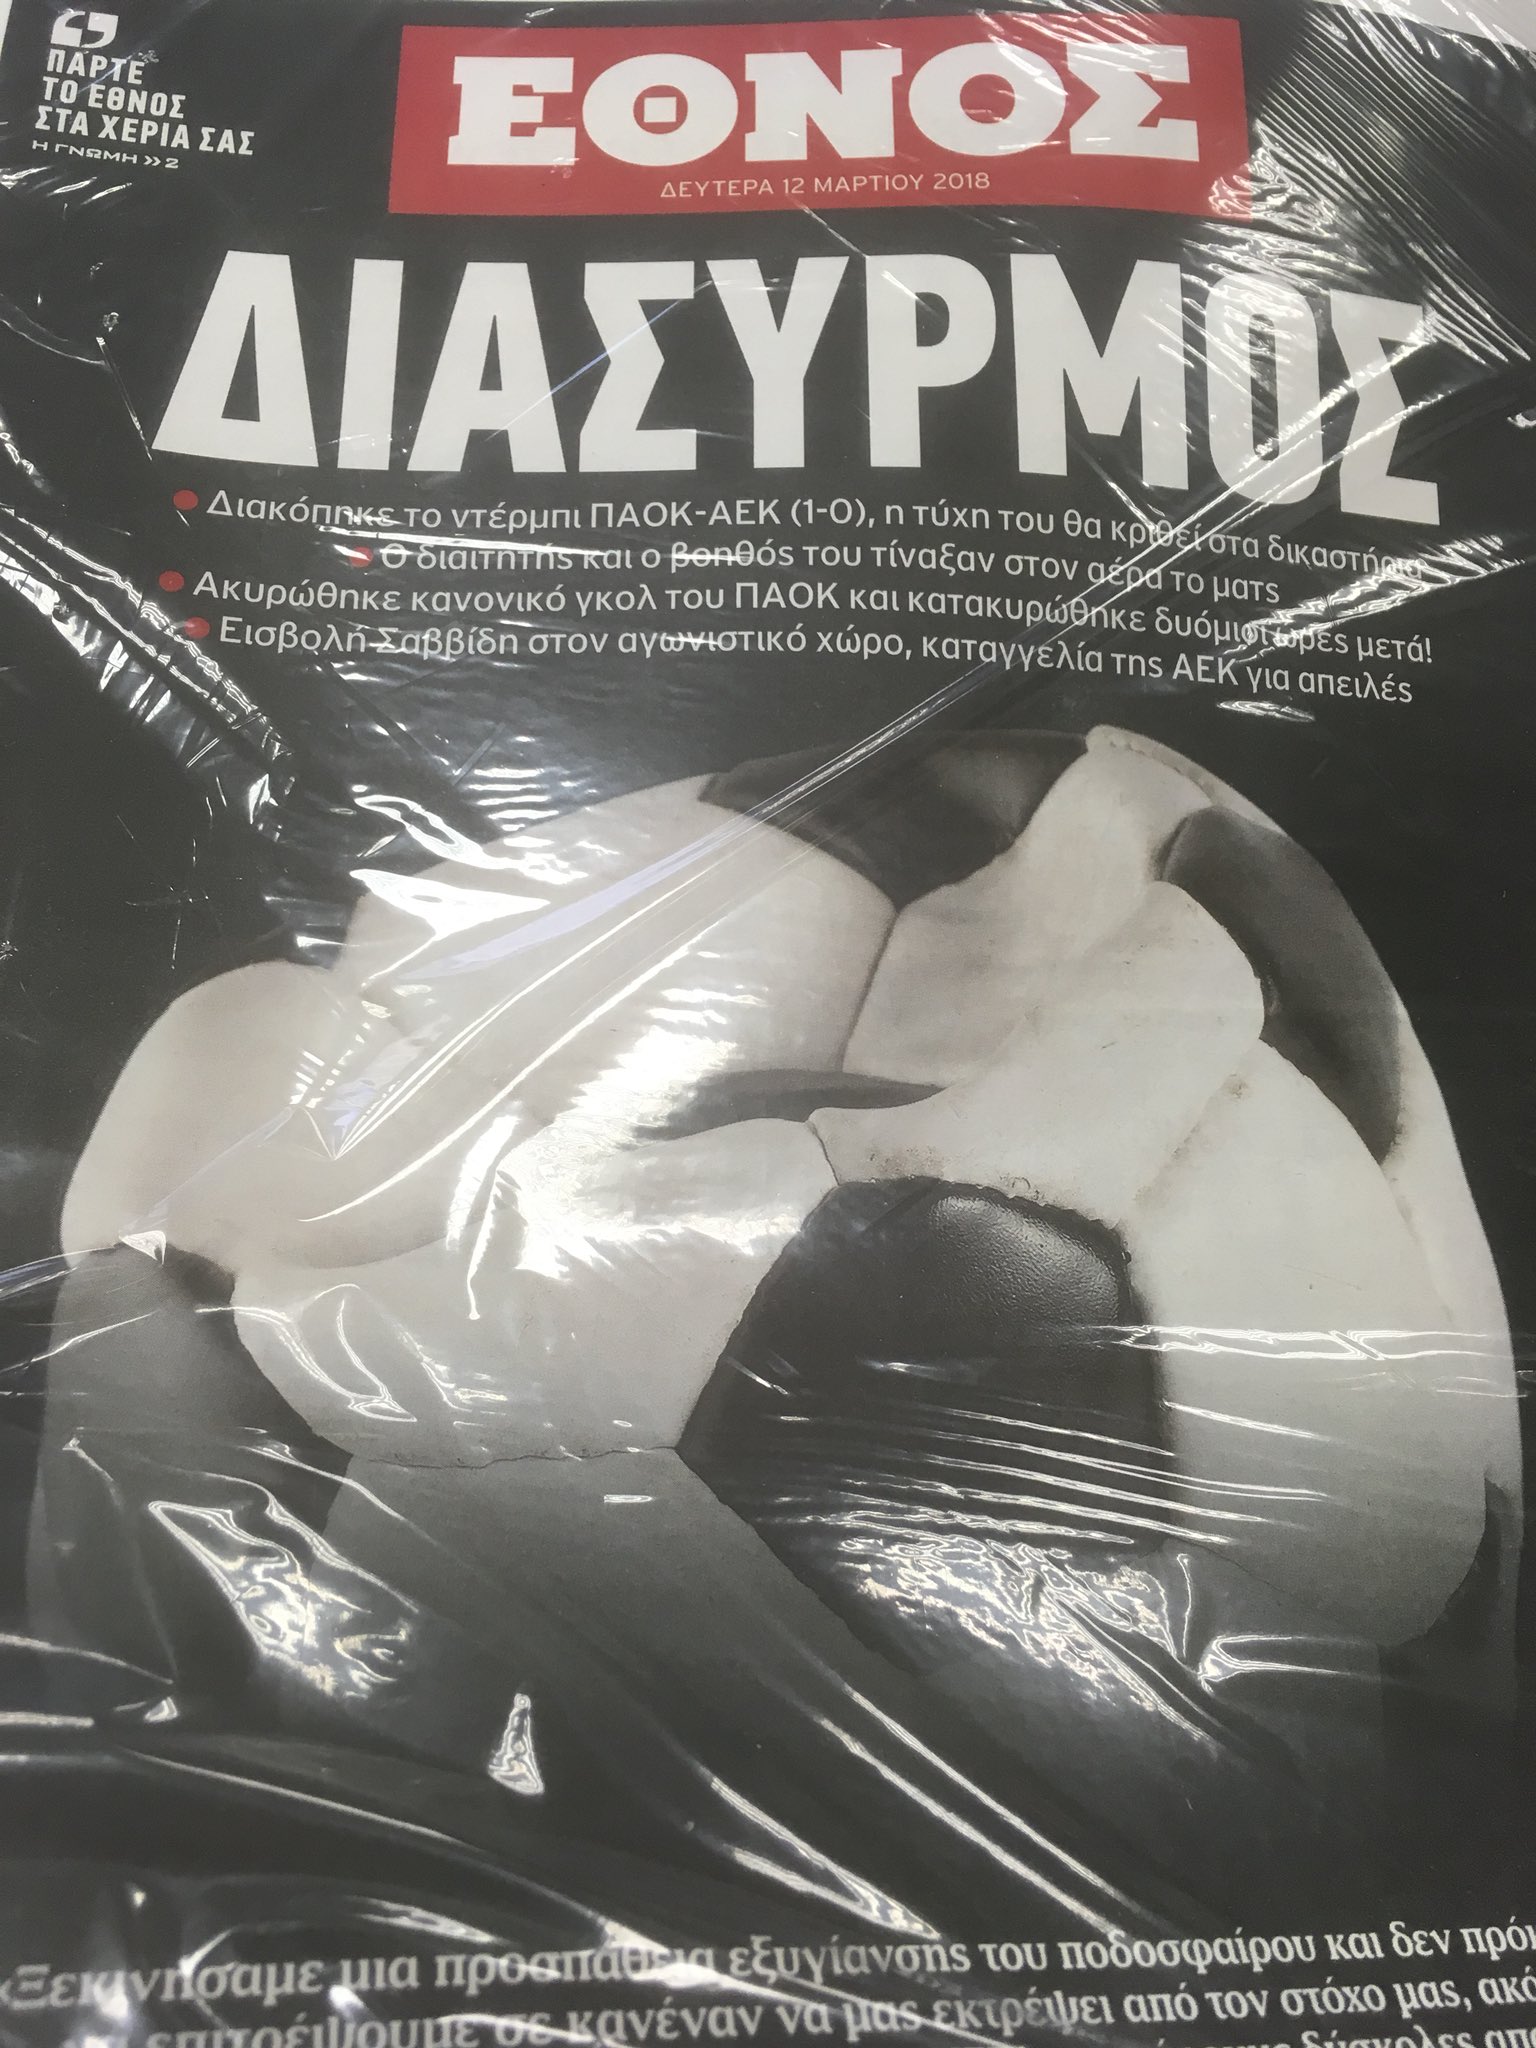 ΠΑΡΤΕ
ΤΟ ΕΘΝΟΣ
ΣΤΑ ΧΕΡΙΑ ΣΑΣ
Η ΓΝΩΜΗ >> 2
ΕΘΝΟΣ
ΔΕΥΤΕΡΑ 12 ΜΑΡΤΙΟΥ 2018
ΔΙΑΣΥΡΜΟΣ
• Διακόπηκε το ντέρμπι ΠΑΟΚ-ΑΕΚ (1-0), η τύχη του θα κριθεί στα δικαστήρια
• Ο διαιτητής και ο βοηθός του τίναξαν στον αέρα το ματς
• Ακυρώθηκε κανονικό γκολ του ΠΑΟΚ και κατακυρώθηκε δυόμισι ώρες μετά!
• Εισβολή Σαββίδη στον αγωνιστικό χώρο, καταγγελία της ΑΕΚ για απειλές
«Ξεκινήσαμε μια προσπάθεια εξυγίανσης του ποδοσφαίρου και δεν
επιτρέψουμε σε κανέναν να μας εκτρέψει από τον στόχο μας,
δύσκολες